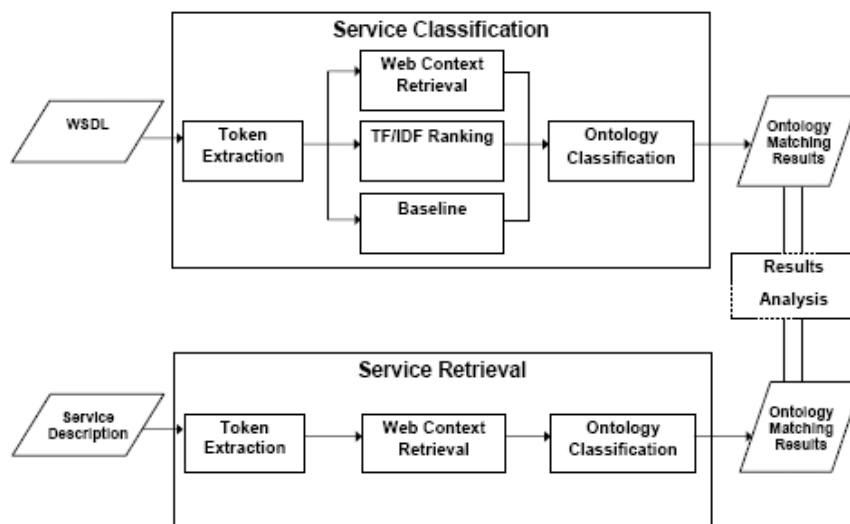 Service Classification
Web Context
Retrieval
WSDL
Token
Extraction
TF/IDF Ranking
Ontology
Classification
Ontology
Matching
Results
Baseline
Results
Analysis
Service Retrieval
Service
Description
Token
Extraction
Web Context
Retrieval
Ontology
Classification
Ontology
Matching
Results